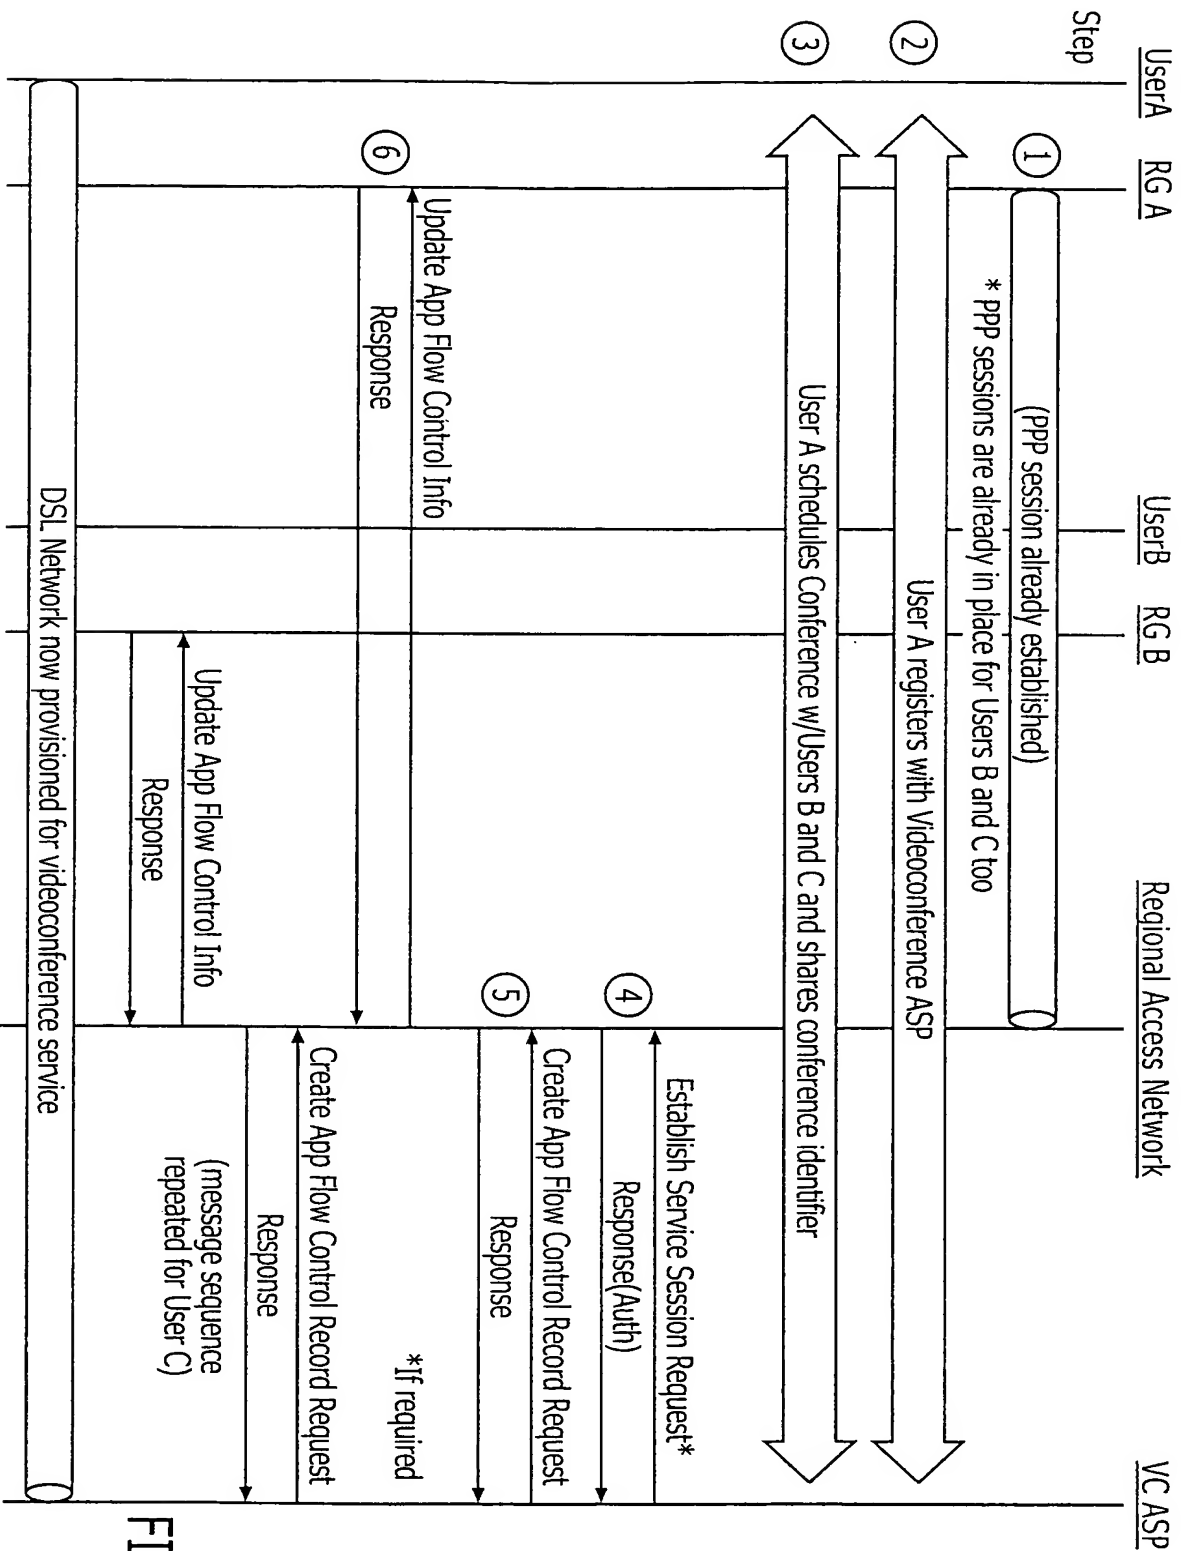 UserA
RG A
UserB
RG B
Regional Access Network
VC ASP
Step
1
(PPP session already established)
* PPP sessions are already in place for Users B and C too
2
User A registers with Videoconference ASP
3
User A schedules Conference w/Users B and C and shares conference identifier
4
Establish Service Session Request*
Response(Auth)
5
Create App Flow Control Record Request
Response
6
Update App Flow Control Info
*If required
Response
Create App Flow Control Record Request
Response
Update App Flow Control Info
(message sequence
repeated for User C)
Response
DSL Network now provisioned for videoconference service
FI